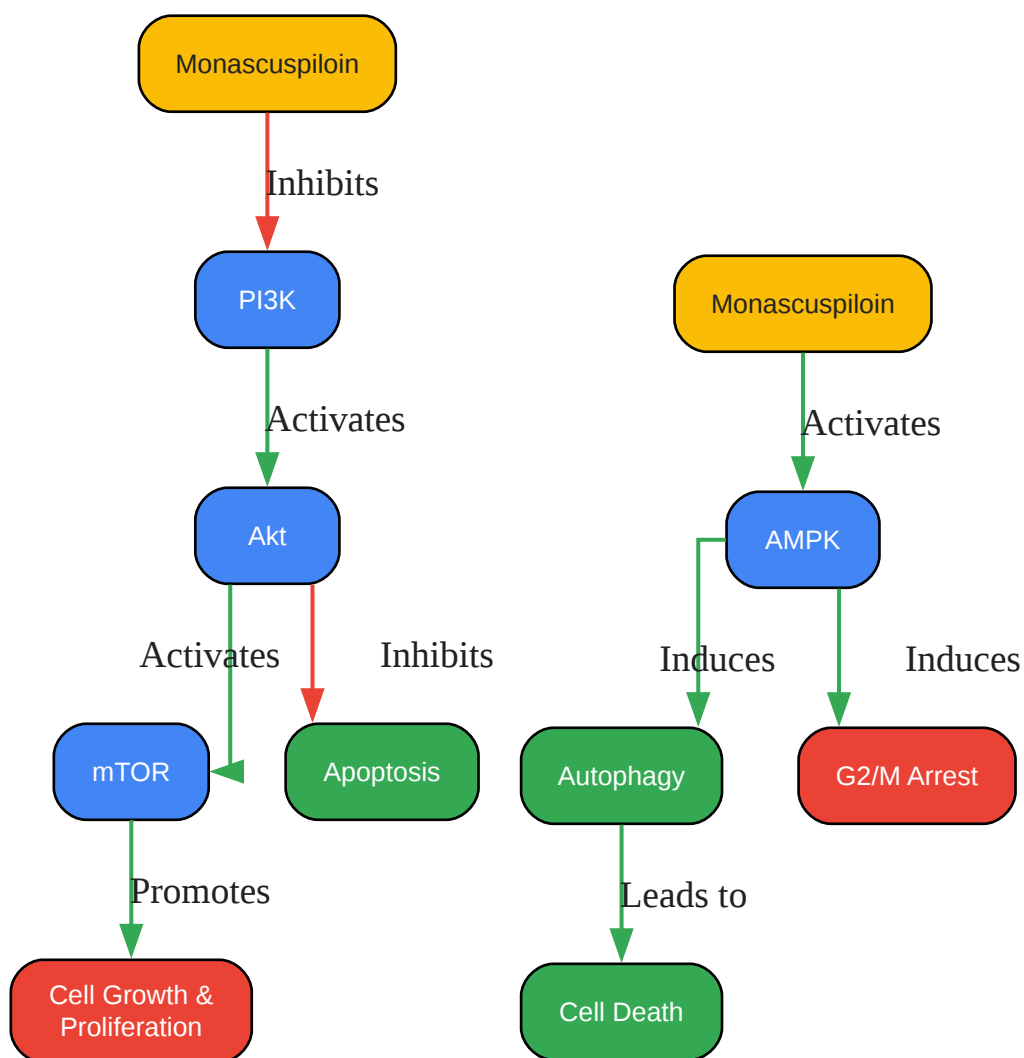 Monascuspiloin
Inhibits
PI3K
Activates
Akt
Activates
Inhibits
mTOR
Apoptosis
Promotes
Cell Growth &
Proliferation
Monascuspiloin
Activates
AMPK
Induces
Induces
Autophagy
G2/M Arrest
Leads to
Cell Death